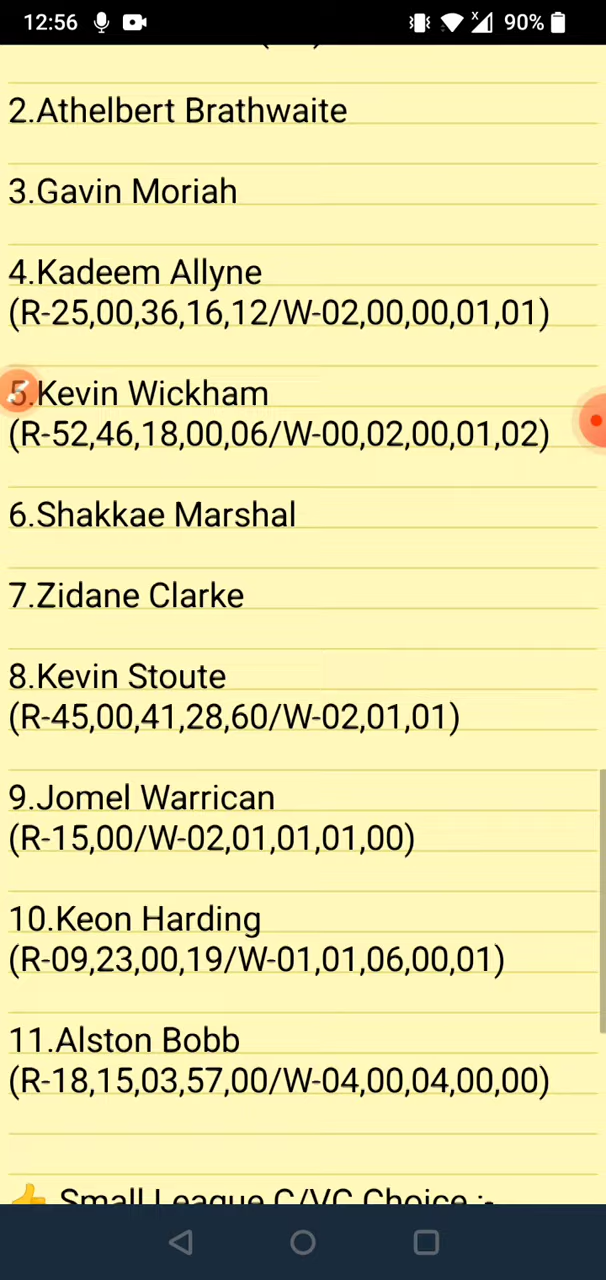 12:56
x
90%
2.Athelbert Brathwaite
3.Gavin Moriah
4.Kadeem Allyne
(R-25,00,36,16,12/W-02,00,00,01,01)
5.Kevin Wickham
(R-52,46,18,00,06/W-00,02,00,01,02)
6.Shakkae Marshal
7.Zidane Clarke
8.Kevin Stoute
(R-45,00,41,28,60/W-02,01,01)
9.Jomel Warrican
(R-15,00/W-02,01,01,01,00)
10.Keon Harding
(R-09,23,00,19/W-01,01,06,00,01)
11.Alston Bobb
(R-18,15,03,57,00/W-04,00,04,00,00)
👍 Small League C/VC Choice :-